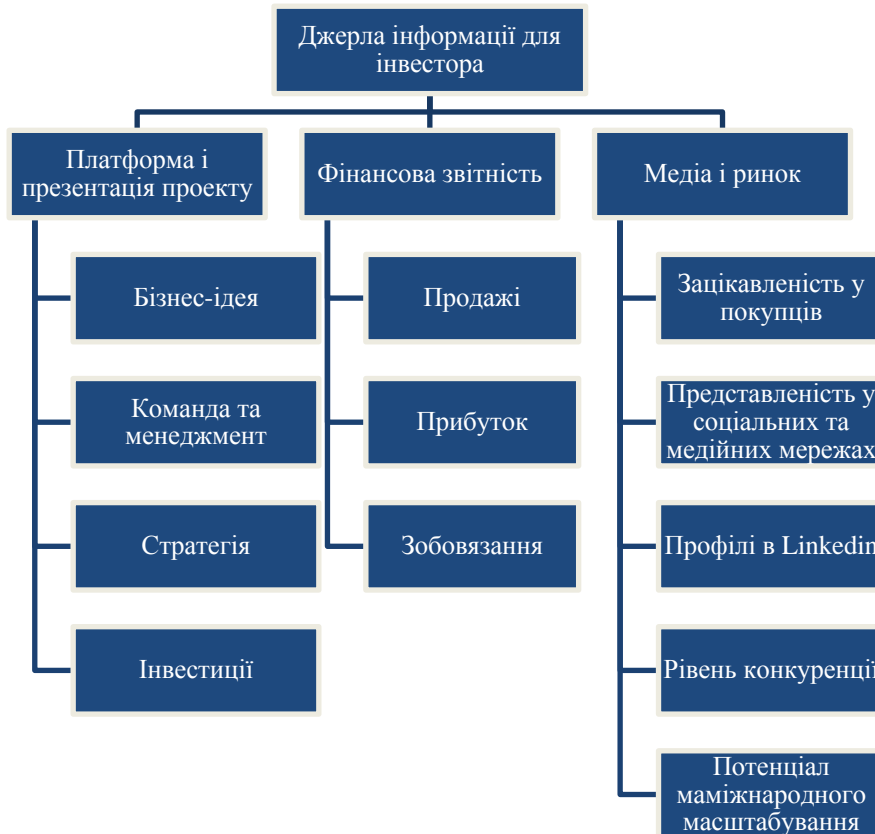 Джерла інформації для
інвестора
Платформа і
презентація проекту
Фінансова звітність
Медіа і ринок
Бізнес-ідея
Команда та
менеджмент
Стратегія
Інвестиції
Продажі
Прибуток
Зобовязання
Зацікавленість у
покупців
Представленість у
соціальних та
медійних мережах
Профілі в Linkedin
Рівень конкуренції
Потенціал
маміжнародного
масштабування